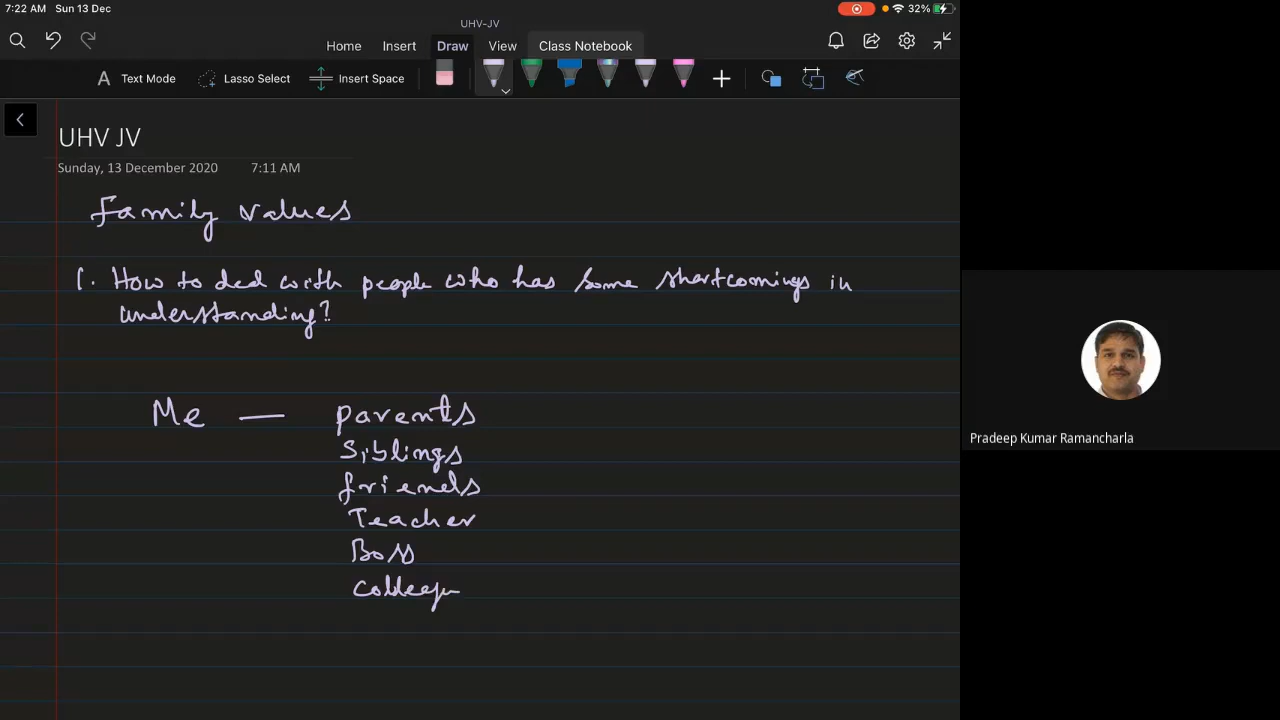 7:22 AM Sun 13 Dec
32%
UHV-JV
Home Insert Draw View Class Notebook
Text Mode Lasso Select Insert Space
UHV JV
Sunday, 13 December 2020 7:11 AM
Family values
1. How to deal with people who has some shortcomings in
understanding?
Me — parents
Siblings
friends
Teacher
Boss
Pradeep Kumar Ramancharla